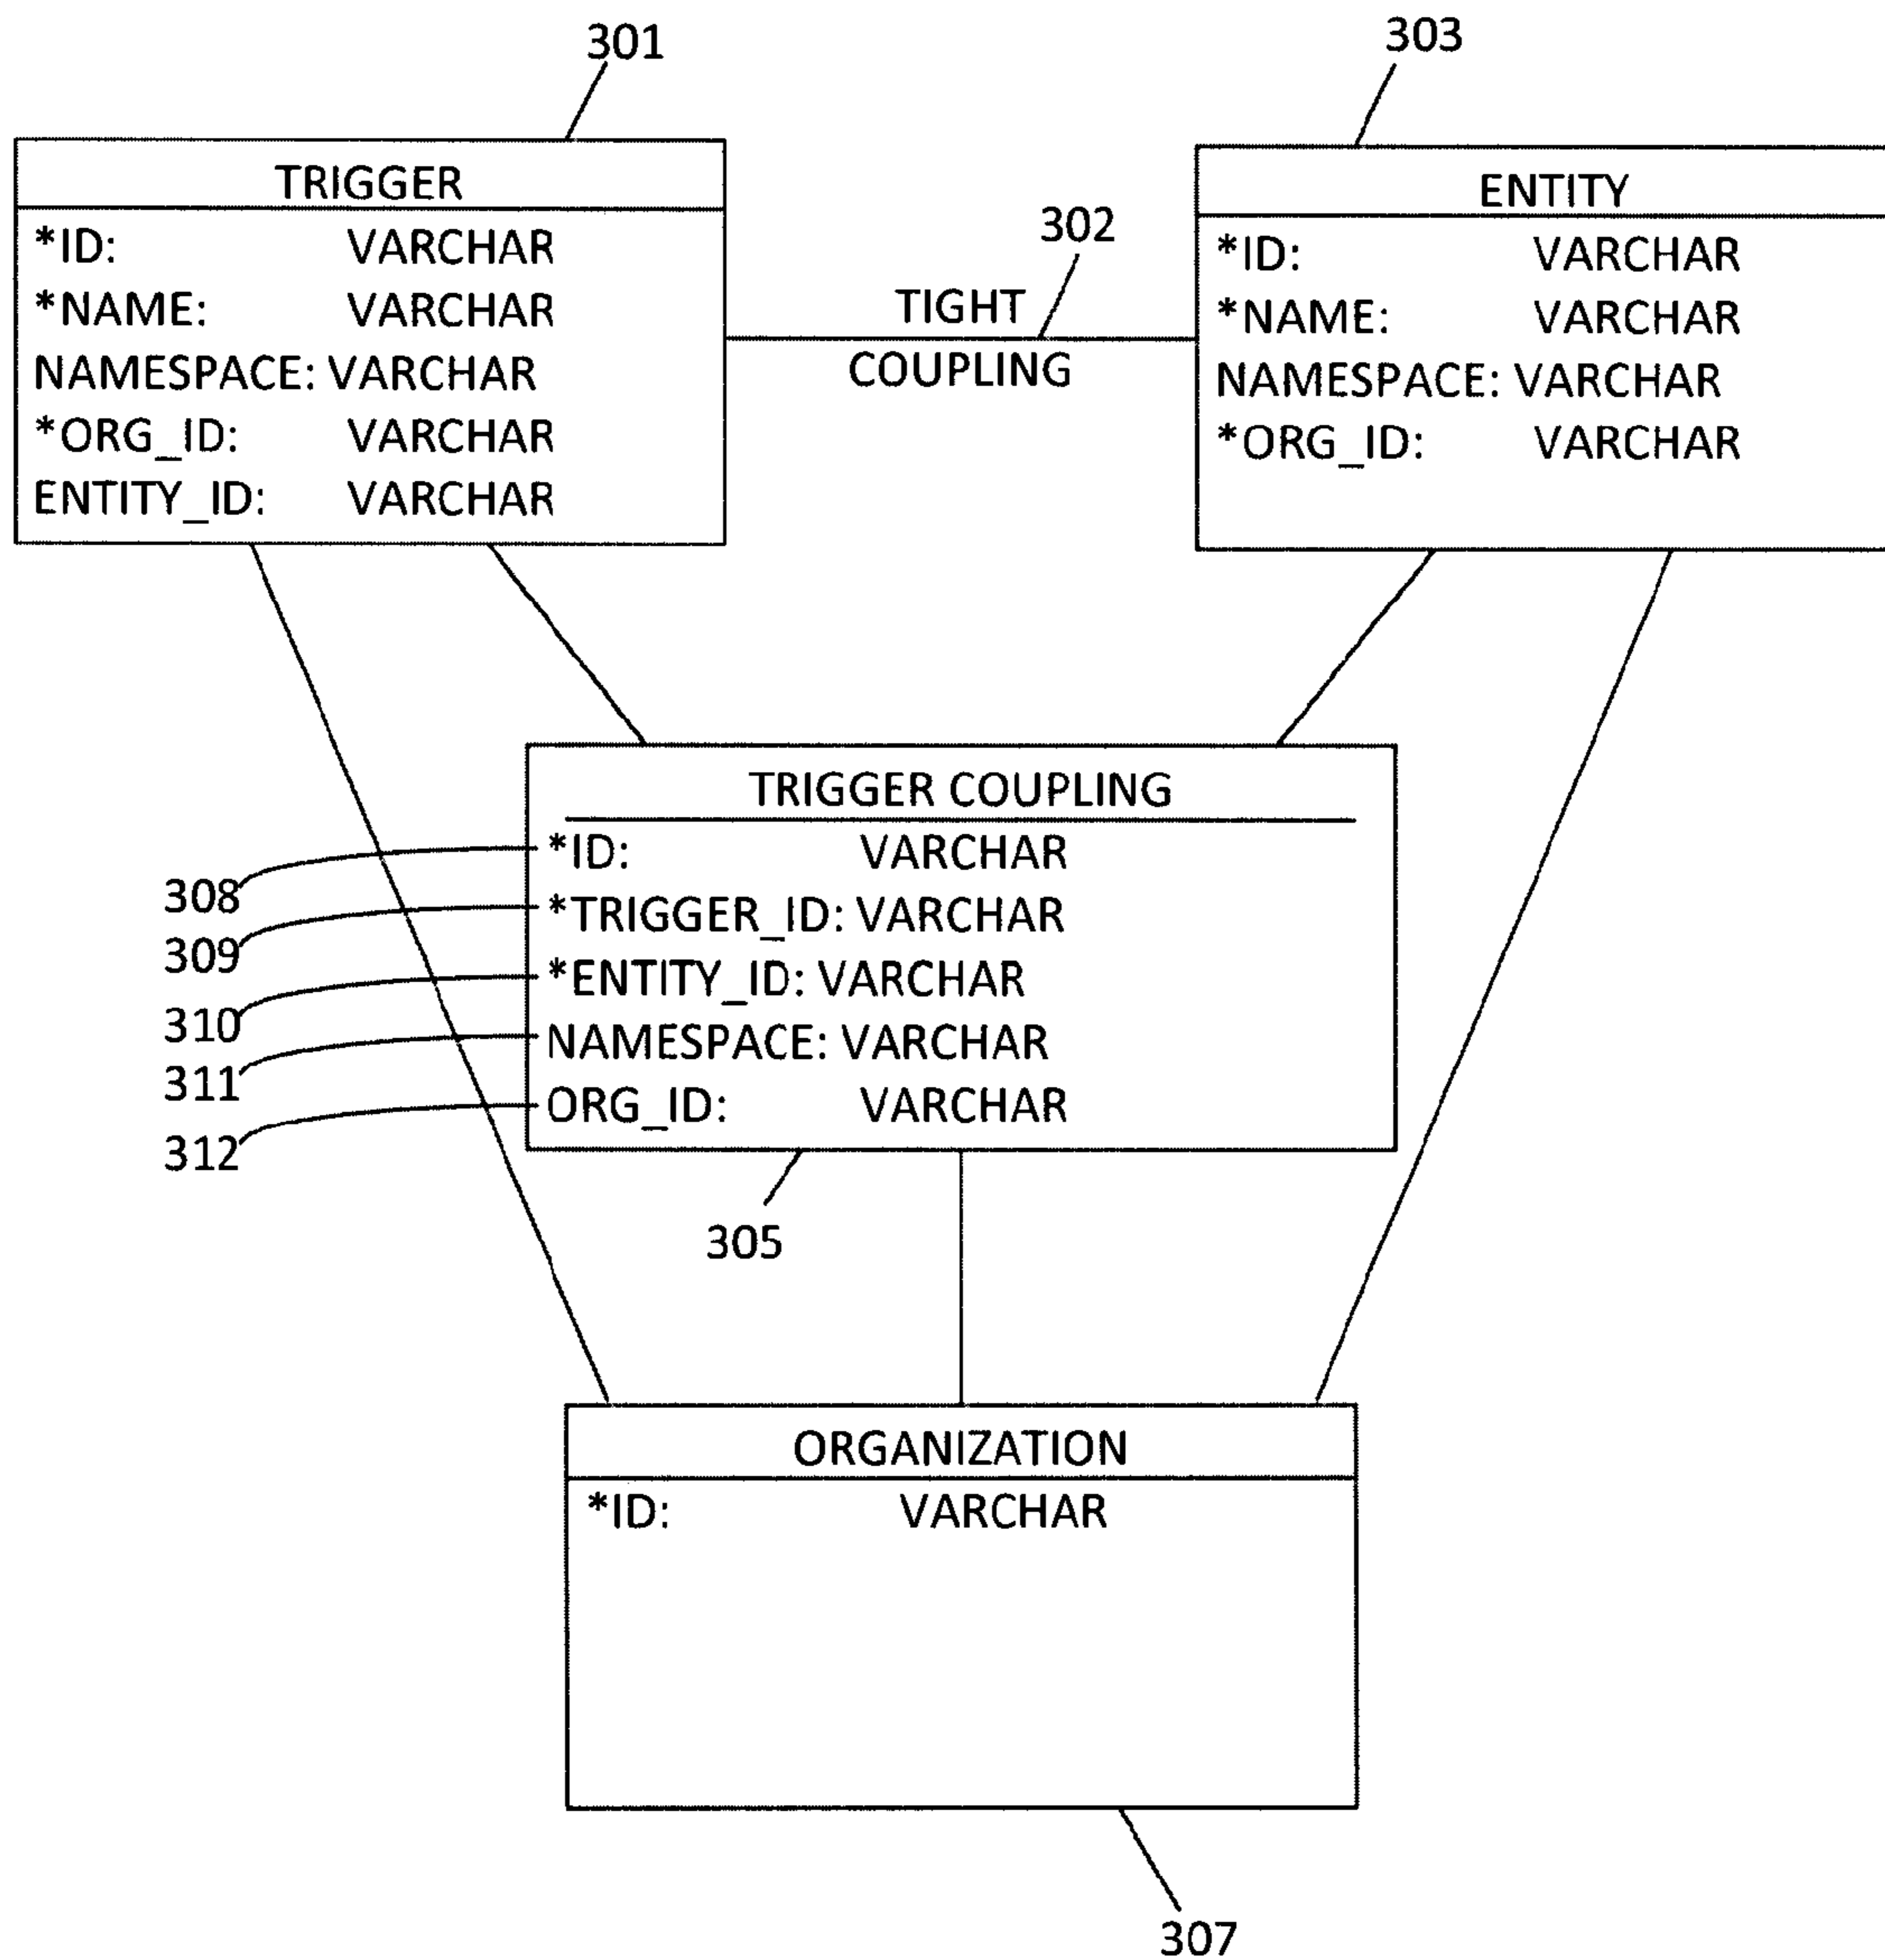 301
303
TRIGGER
*ID: VARCHAR
*NAME: VARCHAR
NAMESPACE: VARCHAR
*ORG_ID: VARCHAR
ENTITY_ID: VARCHAR
302
TIGHT
COUPLING
ENTITY
*ID: VARCHAR
*NAME: VARCHAR
NAMESPACE: VARCHAR
*ORG_ID: VARCHAR
TRIGGER COUPLING
*ID: VARCHAR
*TRIGGER_ID: VARCHAR
*ENTITY_ID: VARCHAR
NAMESPACE: VARCHAR
ORG_ID: VARCHAR
308
309
310
311
312
305
ORGANIZATION
*ID: VARCHAR
307